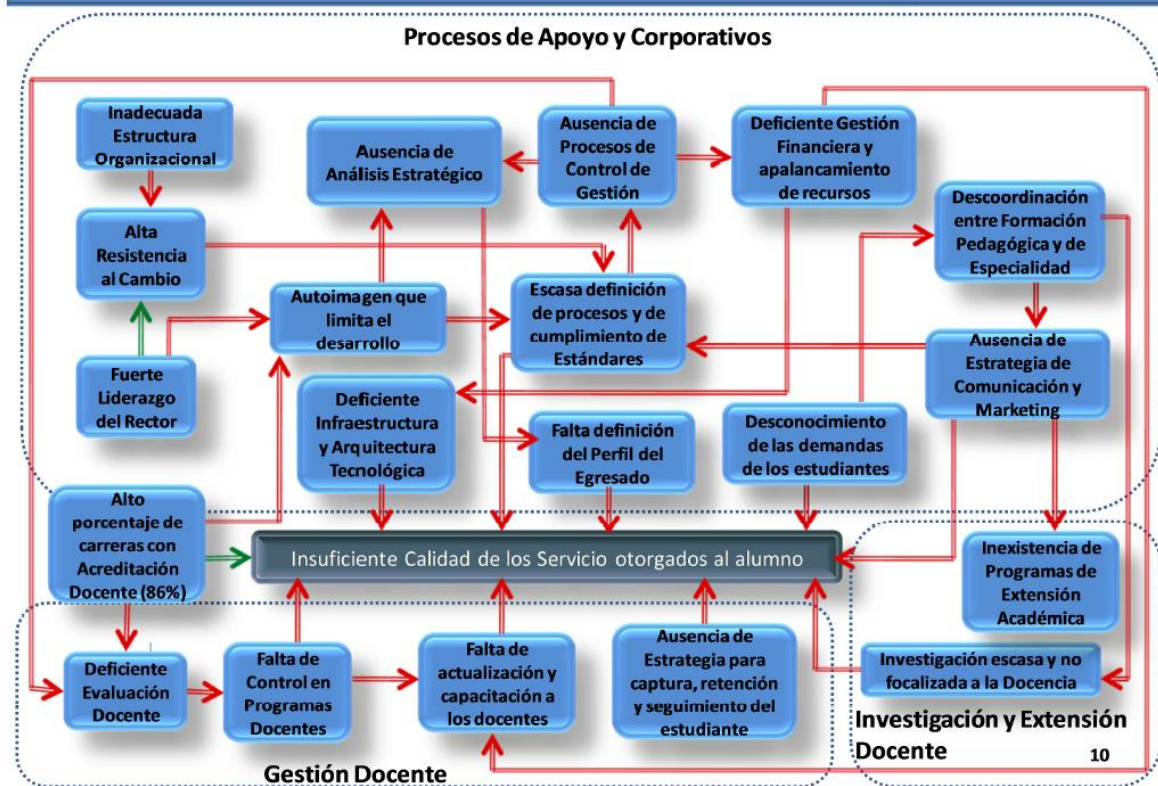 Procesos de Apoyo y Corporativos
Inadecuada
Estructura
Organizacional
Ausencia de
Análisis Estratégico
Ausencia de
Procesos de
Control de
Gestión
Deficiente Gestión
Financiera y
apalancamiento
de recursos
Descoordinación
entre Formación
Pedagógica y de
Especialidad
Alta
Resistencia
al Cambio
Autoimagen que
limita el
desarrollo
Escasa definición
de procesos y de
cumplimiento de
Estándares
Ausencia de
Estrategia de
Comunicación y
Marketing
Fuerte
Liderazgo
del Rector
Deficiente
Infraestructura
y Arquitectura
Tecnológica
Falta definición
del Perfil del
Egresado
Desconocimiento
de las demandas
de los estudiantes
Alto
porcentaje de
carreras con
Acreditación
Docente (86%)
Insuficiente Calidad de los Servicio otorgados al alumno
Inexistencia de
Programas de
Extensión
Académica
Deficiente
Evaluación
Docente
Falta de
Control en
Programas
Docentes
Falta de
actualización y
capacitación a
los docentes
Ausencia de
Estrategia para
captura, retención
y seguimiento del
estudiante
Investigación escasa y no
focalizada a la Docencia
Gestión Docente
Investigación y Extensión
Docente
10